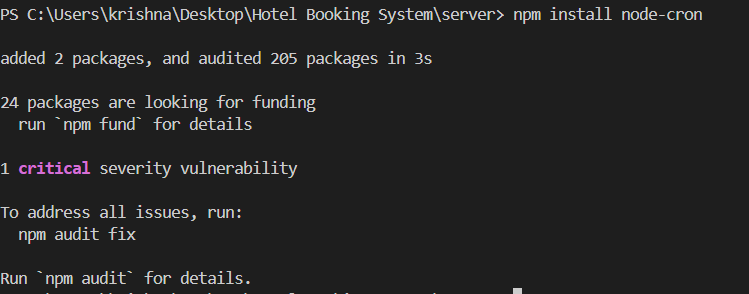 PS C:\Users\krishna\Desktop\Hotel Booking System\server> npm install node-cron
added 2 packages, and audited 205 packages in 3s
24 packages are looking for funding
run `npm fund` for details
1 critical severity vulnerability
To address all issues, run:
npm audit fix
Run `npm audit` for details.